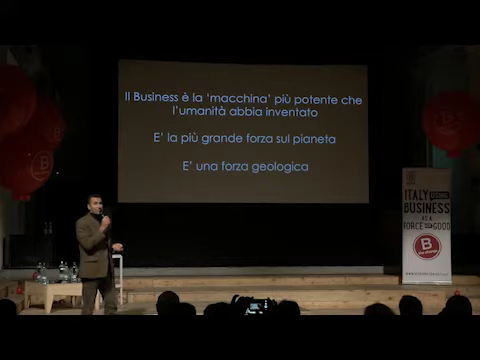 Il Business è la ‘macchina’ più potente che
l’umanità abbia inventato
E’ la più grande forza sul pianeta
E’ una forza geologica
ITALY
BUSINESS
AS A
FORCE FOR GOOD
B
B